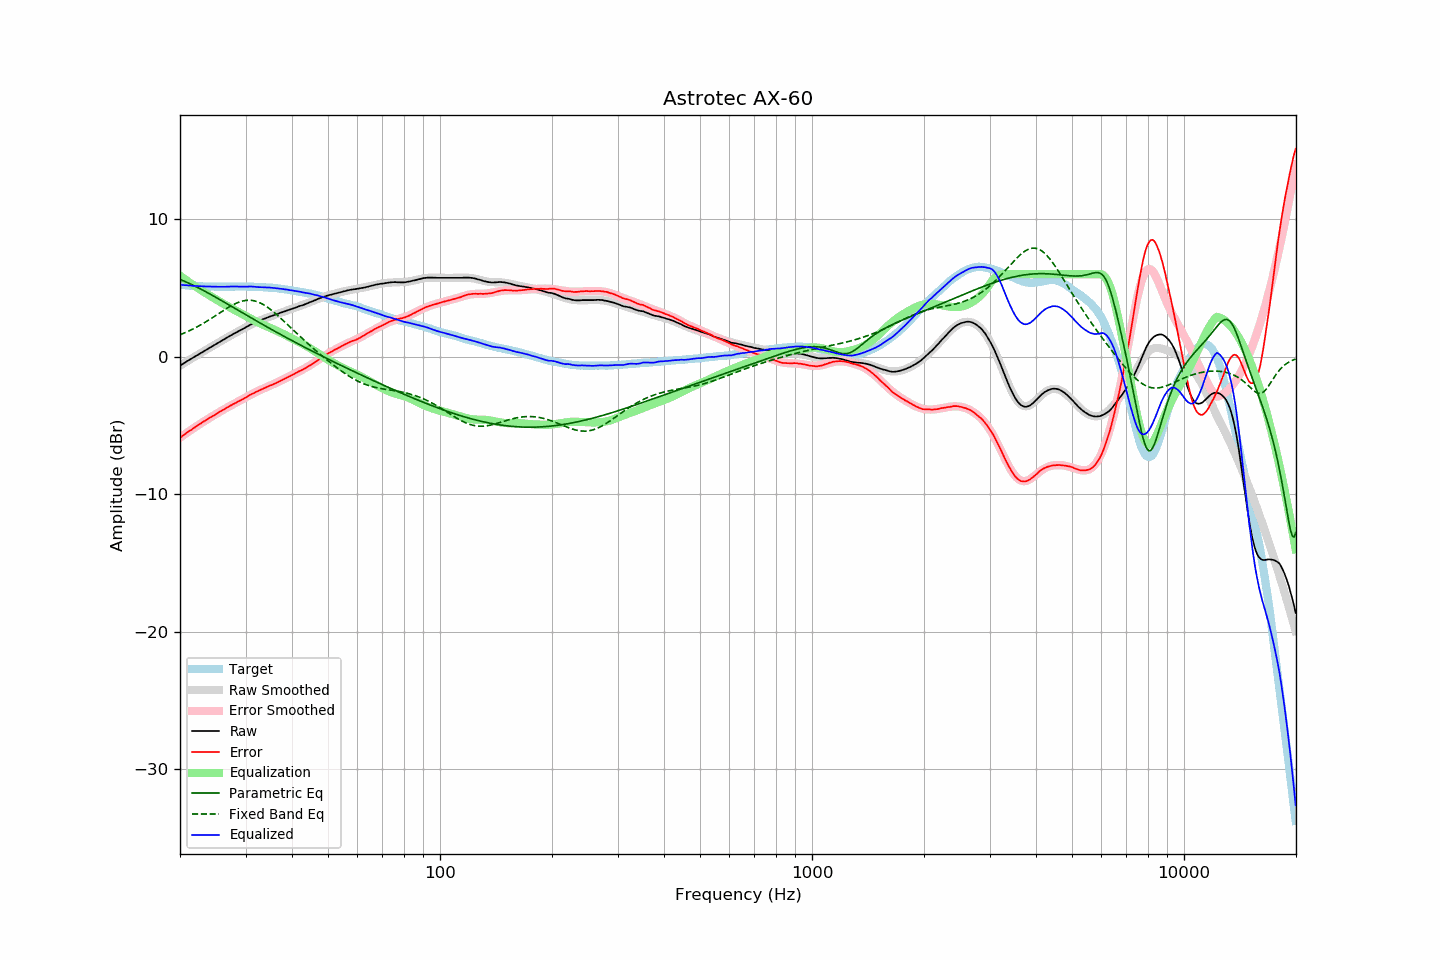 Astrotec AX-60
Amplitude (dBr)
10
0
−10
−20
−30
Target
Raw Smoothed
Error Smoothed
Raw
Error
Equalization
Parametric Eq
Fixed Band Eq
Equalized
100
1000
10000
Frequency (Hz)